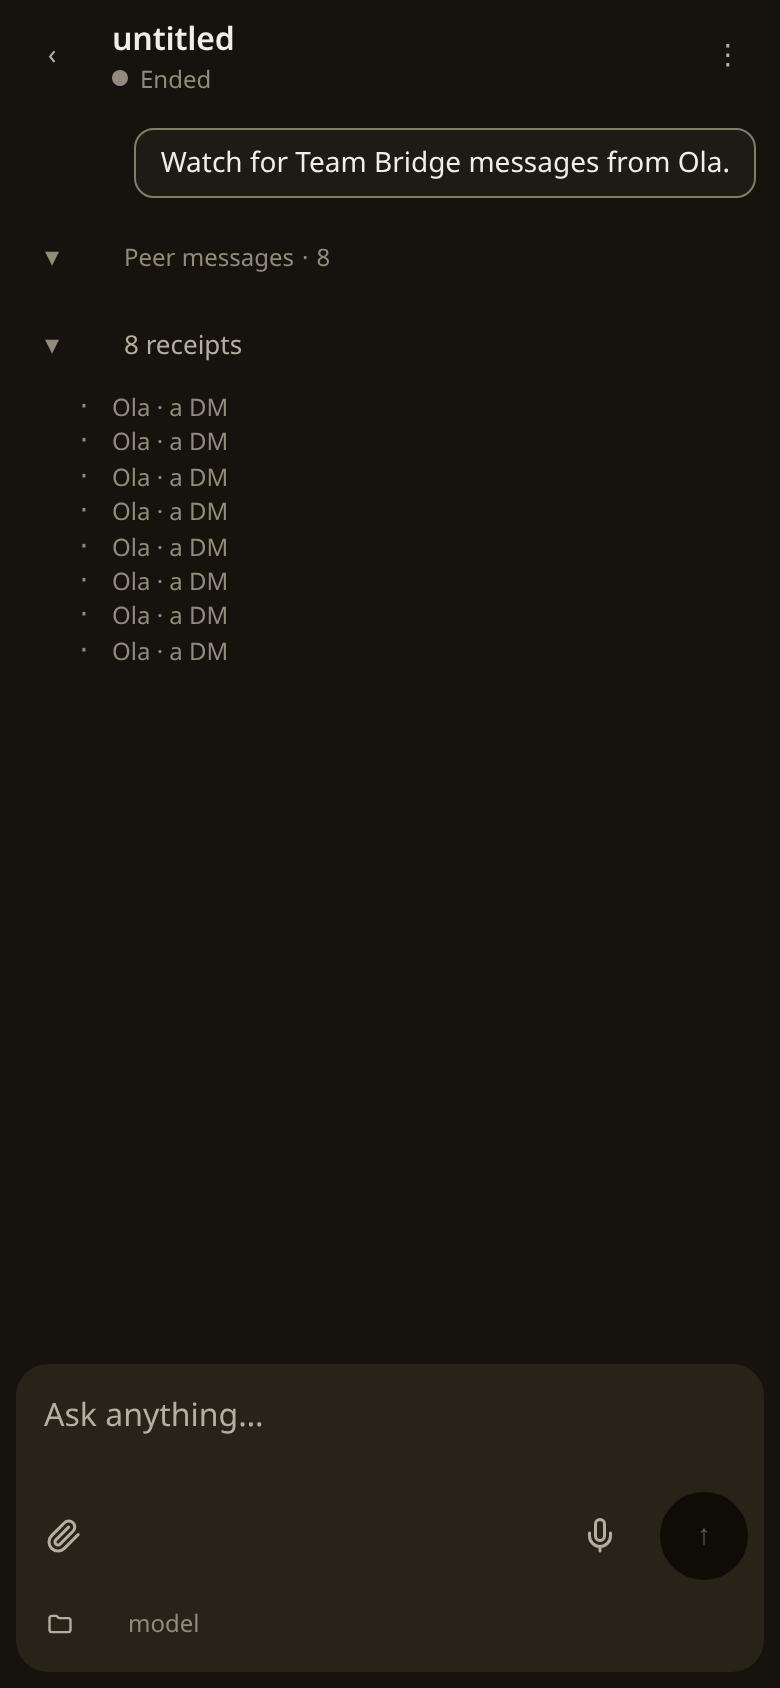 untitled
Ended
Watch for Team Bridge messages from Ola.
Peer messages · 8
8 receipts
· Ola · a DM
· Ola · a DM
· Ola · a DM
· Ola · a DM
· Ola · a DM
· Ola · a DM
· Ola · a DM
· Ola · a DM
Ask anything...
model